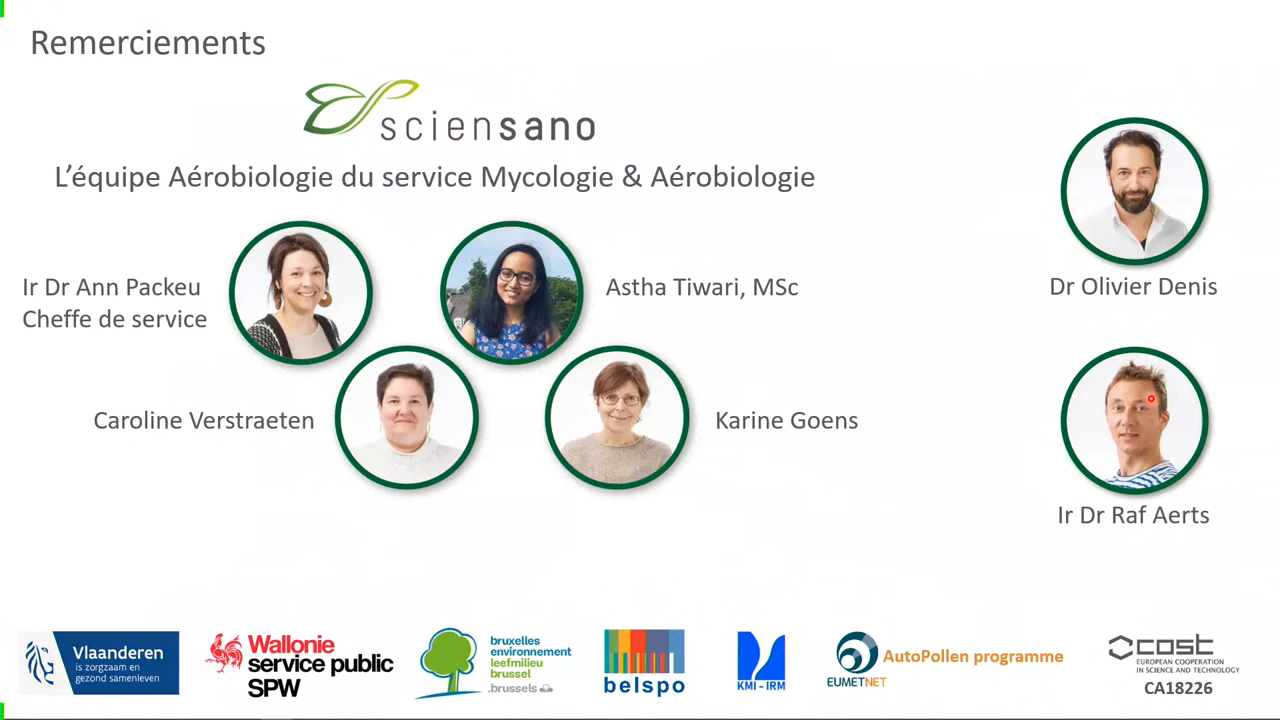 Remerciements
sciensano
L'équipe Aérobiologie du service Mycologie & Aérobiologie
Ir Dr Ann Packeu
Cheffe de service
Astha Tiwari, MSc
Caroline Verstraeten
Karine Goens
Dr Olivier Denis
Ir Dr Raf Aerts
Vlaanderen
is zorgzaam en
gezond samenleven
Wallonie
service public
SPW
bruxelles
environnement
leefmilieu
brussel
.brussels
belspo
KMI - IRM
EUMETNET
AutoPollen programme
cost
EUROPEAN COOPERATION
IN SCIENCE AND TECHNOLOGY
CA18226